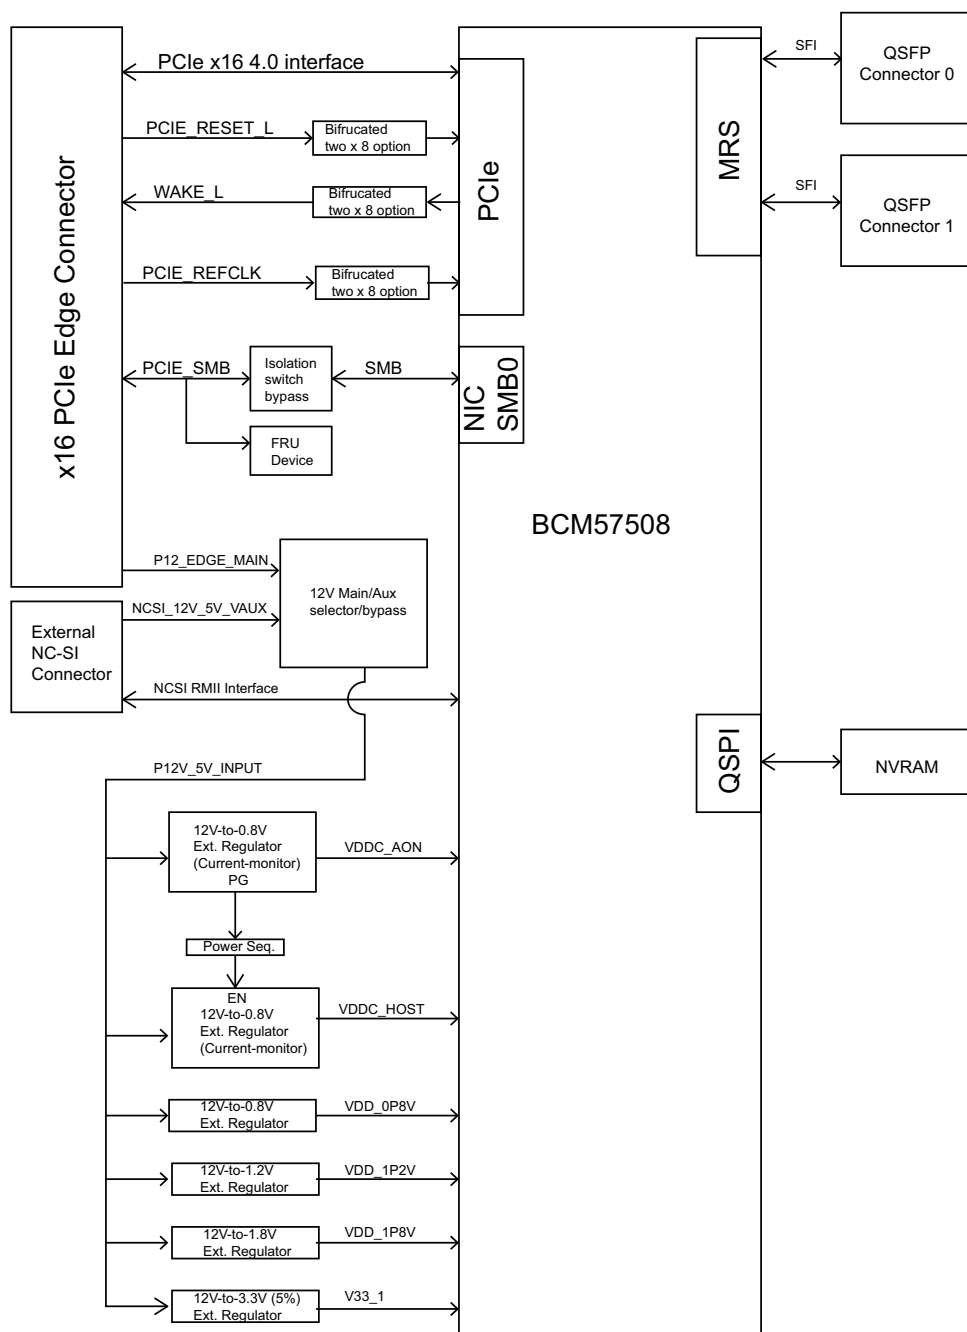 x16 PCIe Edge Connector
PCIe x16 4.0 interface
PCIE_RESET_L
Bifrucated
two x 8 option
WAKE_L
Bifrucated
two x 8 option
PCIE_REFCLK
Bifrucated
two x 8 option
PCIe
PCIE_SMB
Isolation
switch
bypass
SMB
NIC
SMB0
FRU
Device
MRS
SFI
QSFP
Connector 0
SFI
QSFP
Connector 1
BCM57508
P12_EDGE_MAIN
12V Main/Aux
selector/bypass
NCSI_12V_5V_VAUX
External
NC-SI
Connector
NCSI RMII Interface
QSPI
NVRAM
P12V_5V_INPUT
12V-to-0.8V
Ext. Regulator
(Current-monitor)
PG
VDDC_AON
Power Seq.
EN
12V-to-0.8V
Ext. Regulator
(Current-monitor)
VDDC_HOST
12V-to-0.8V
Ext. Regulator
VDD_0P8V
12V-to-1.2V
Ext. Regulator
VDD_1P2V
12V-to-1.8V
Ext. Regulator
VDD_1P8V
12V-to-3.3V (5%)
Ext. Regulator
V33_1